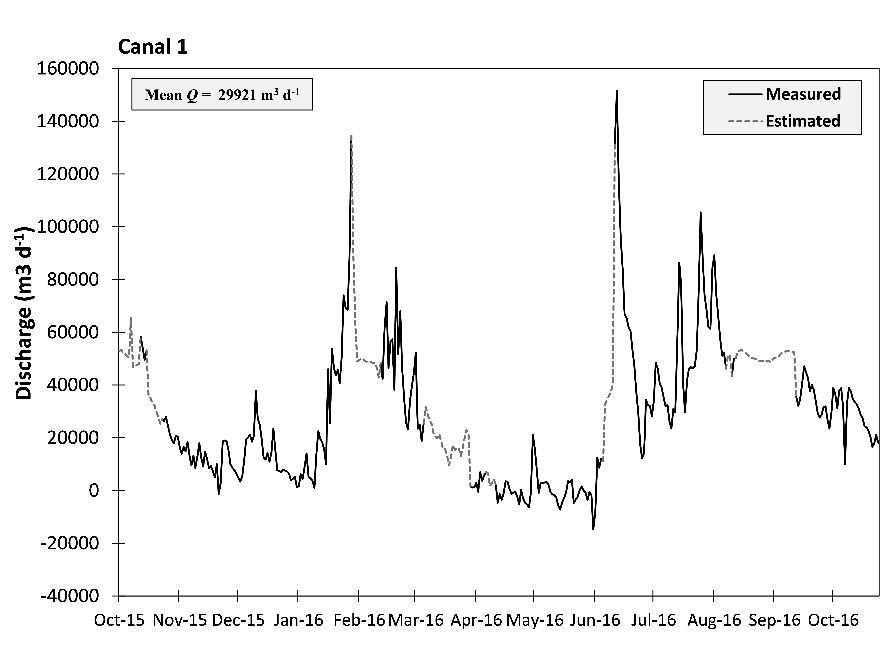 Canal 1
160000
Mean Q = 29921 m³ d⁻¹
Measured
Estimated
140000
120000
100000
80000
60000
40000
20000
0
-20000
-40000
Discharge (m3 d⁻¹)
Oct-15 Nov-15 Dec-15 Jan-16 Feb-16 Mar-16 Apr-16 May-16 Jun-16 Jul-16 Aug-16 Sep-16 Oct-16